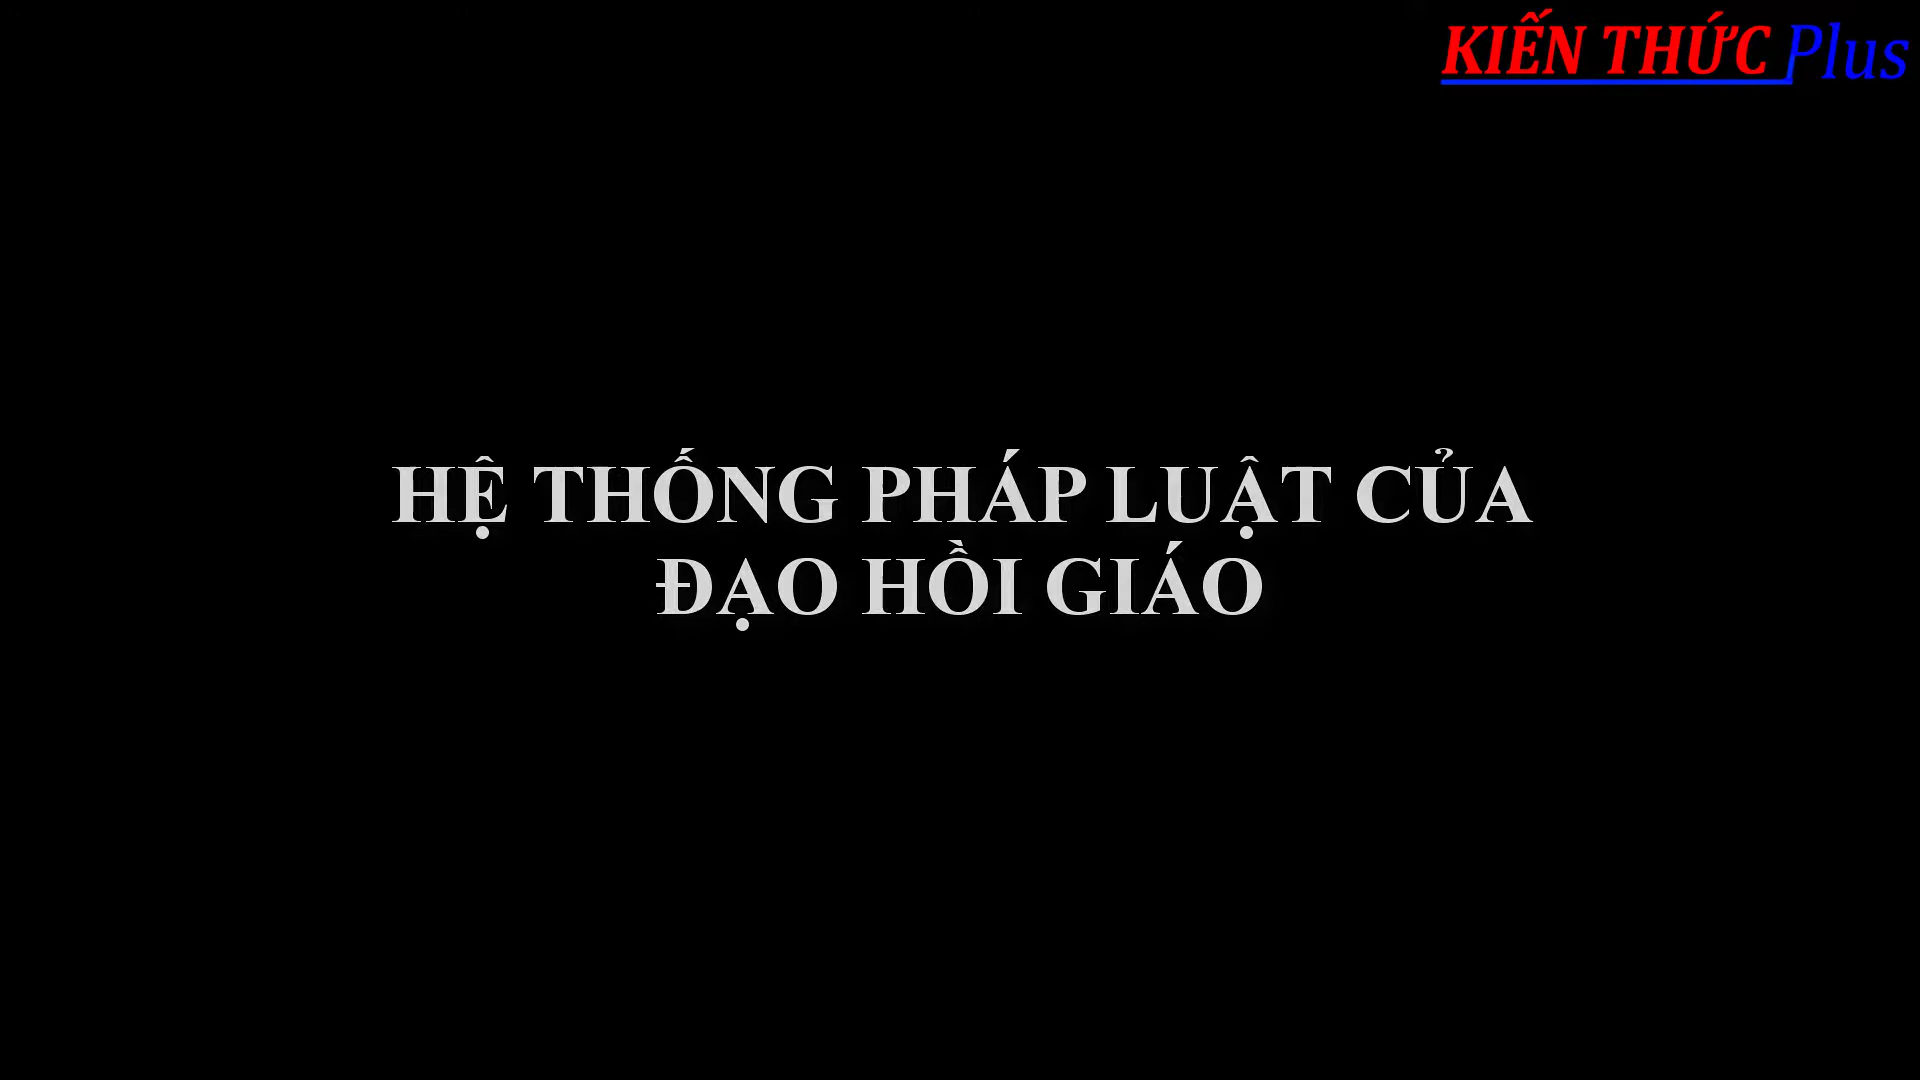 KIẾN THỨC Plus
HỆ THỐNG PHÁP LUẬT CỦA
ĐẠO HỒI GIÁO